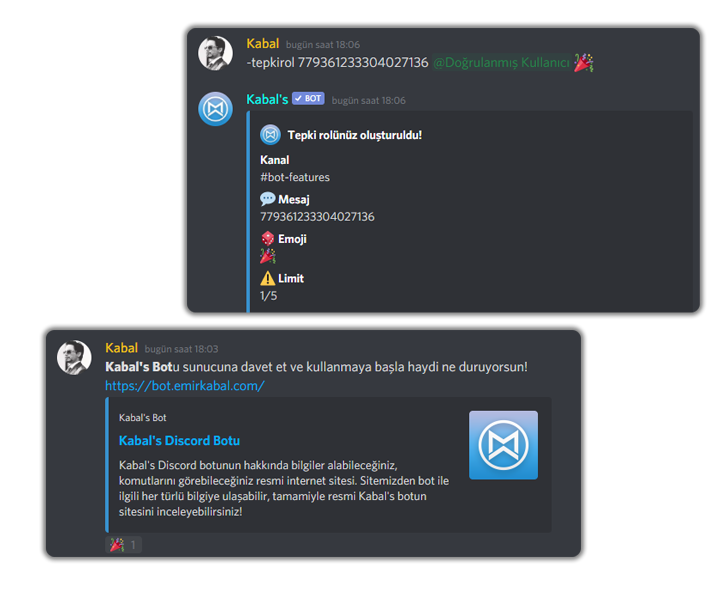 Kabal bugün saat 18:06
-tepkirol 779361233304027136 @Doğrulanmış Kullanıcı 🎉
Kabal's ✓ BOT bugün saat 18:06
Tepki rolünüz oluşturuldu!
Kanal
#bot-features
💬 Mesaj
779361233304027136
🎲 Emoji
🎉
⚠️ Limit
1/5
Kabal bugün saat 18:03
Kabal's Botu sunucuna davet et ve kullanmaya başla haydi ne duruyorsun!
https://bot.emirkabal.com/
Kabal's Bot
Kabal's Discord Botu
Kabal's Discord botunun hakkında bilgiler alabileceğiniz,
komutlarını görebileceğiniz resmi internet sitesi. Sitemizden bot ile
ilgili her türlü bilgiye ulaşabilir, tamamiyle resmi Kabal's botun
sitesini inceleyebilirsiniz!
🎉 1